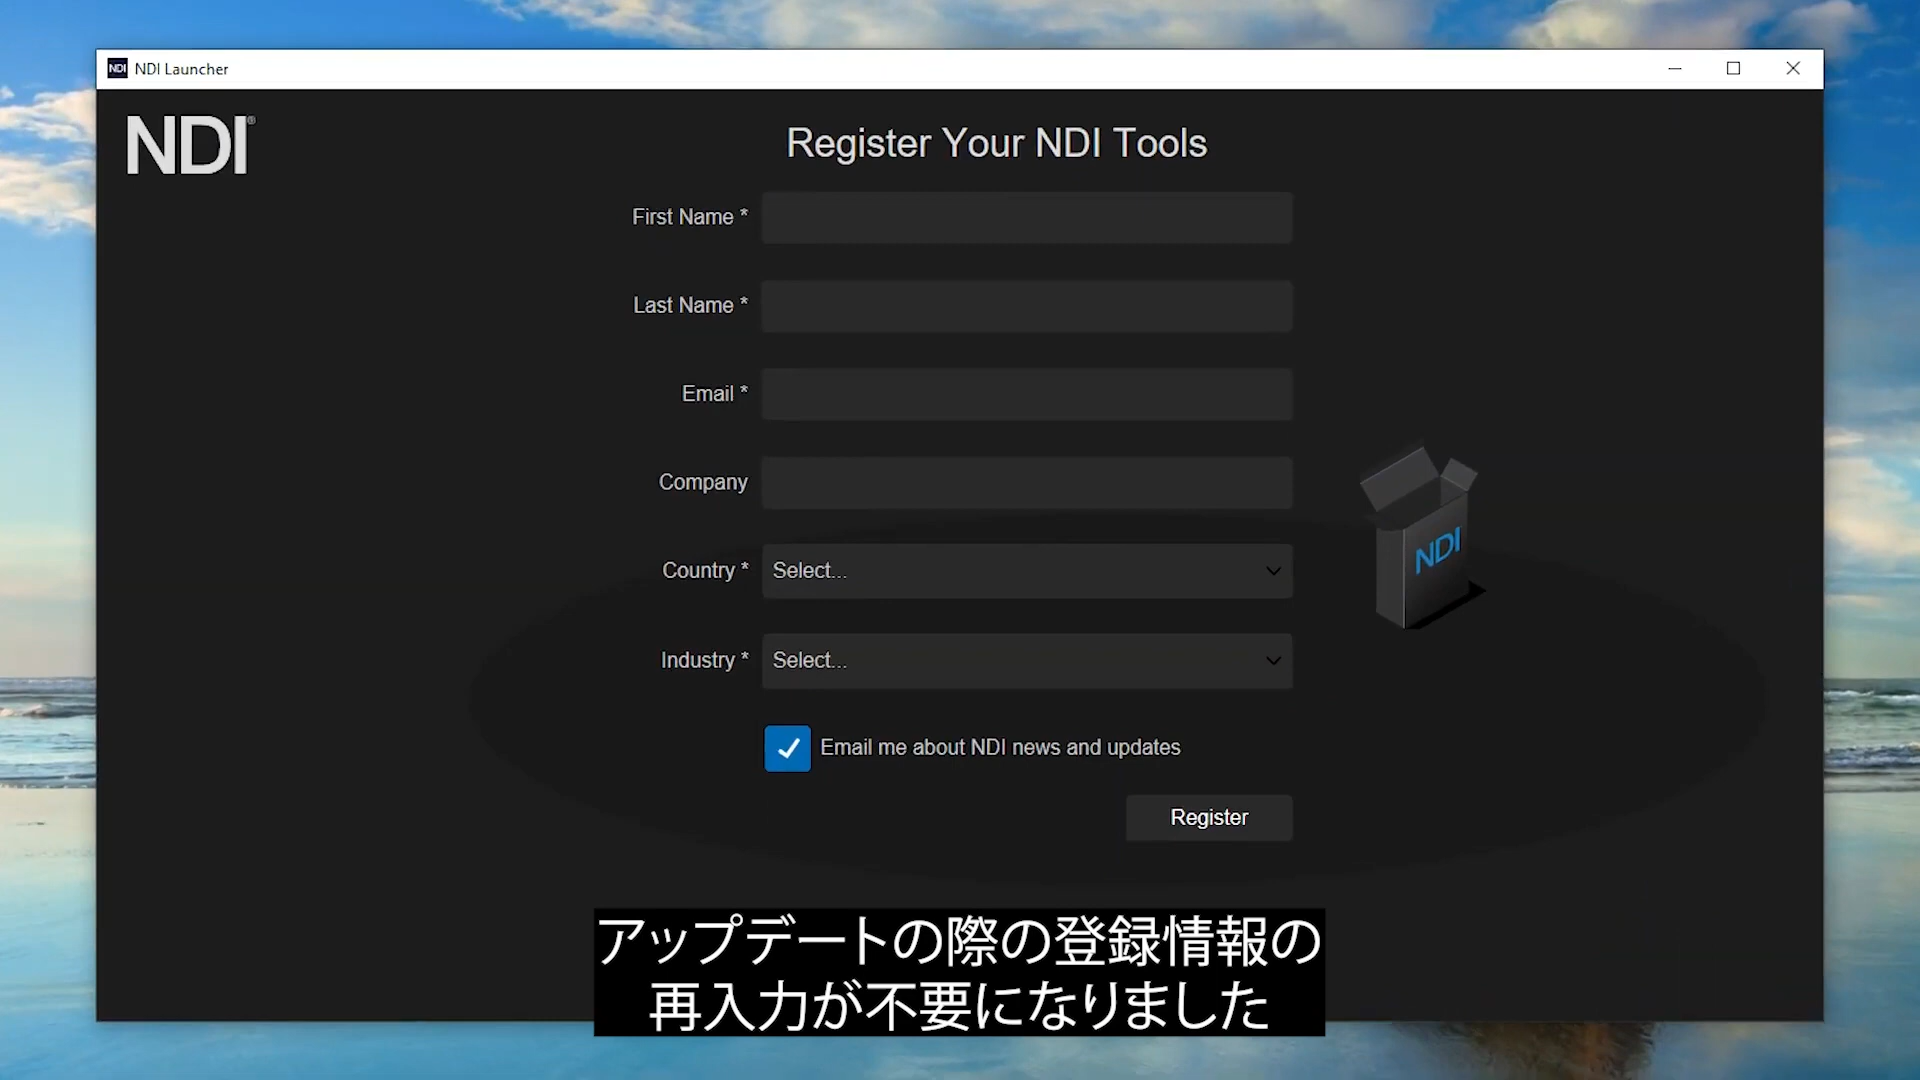 NDI NDI Launcher
NDI®
Register Your NDI Tools
First Name *
Last Name *
Email *
Company
Country * Select...
Industry * Select...
NDI
Email me about NDI news and updates
Register
アップデートの際の登録情報の
再入力が不要になりました